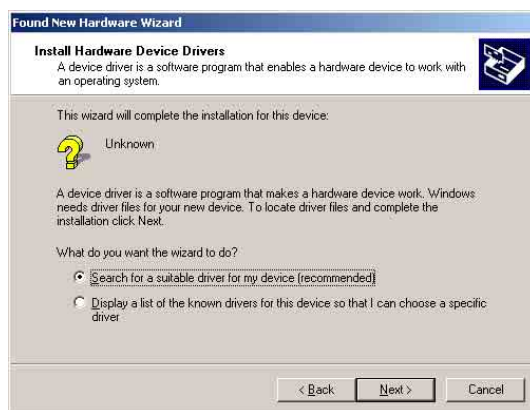 Found New Hardware Wizard
Install Hardware Device Drivers
A device driver is a software program that enables a hardware device to work with
an operating system.
This wizard will complete the installation for this device:
Unknown
A device driver is a software program that makes a hardware device work. Windows
needs driver files for your new device. To locate driver files and complete the
installation click Next.
What do you want the wizard to do?
Search for a suitable driver for my device (recommended)
Display a list of the known drivers for this device so that I can choose a specific
driver
< Back Next > Cancel